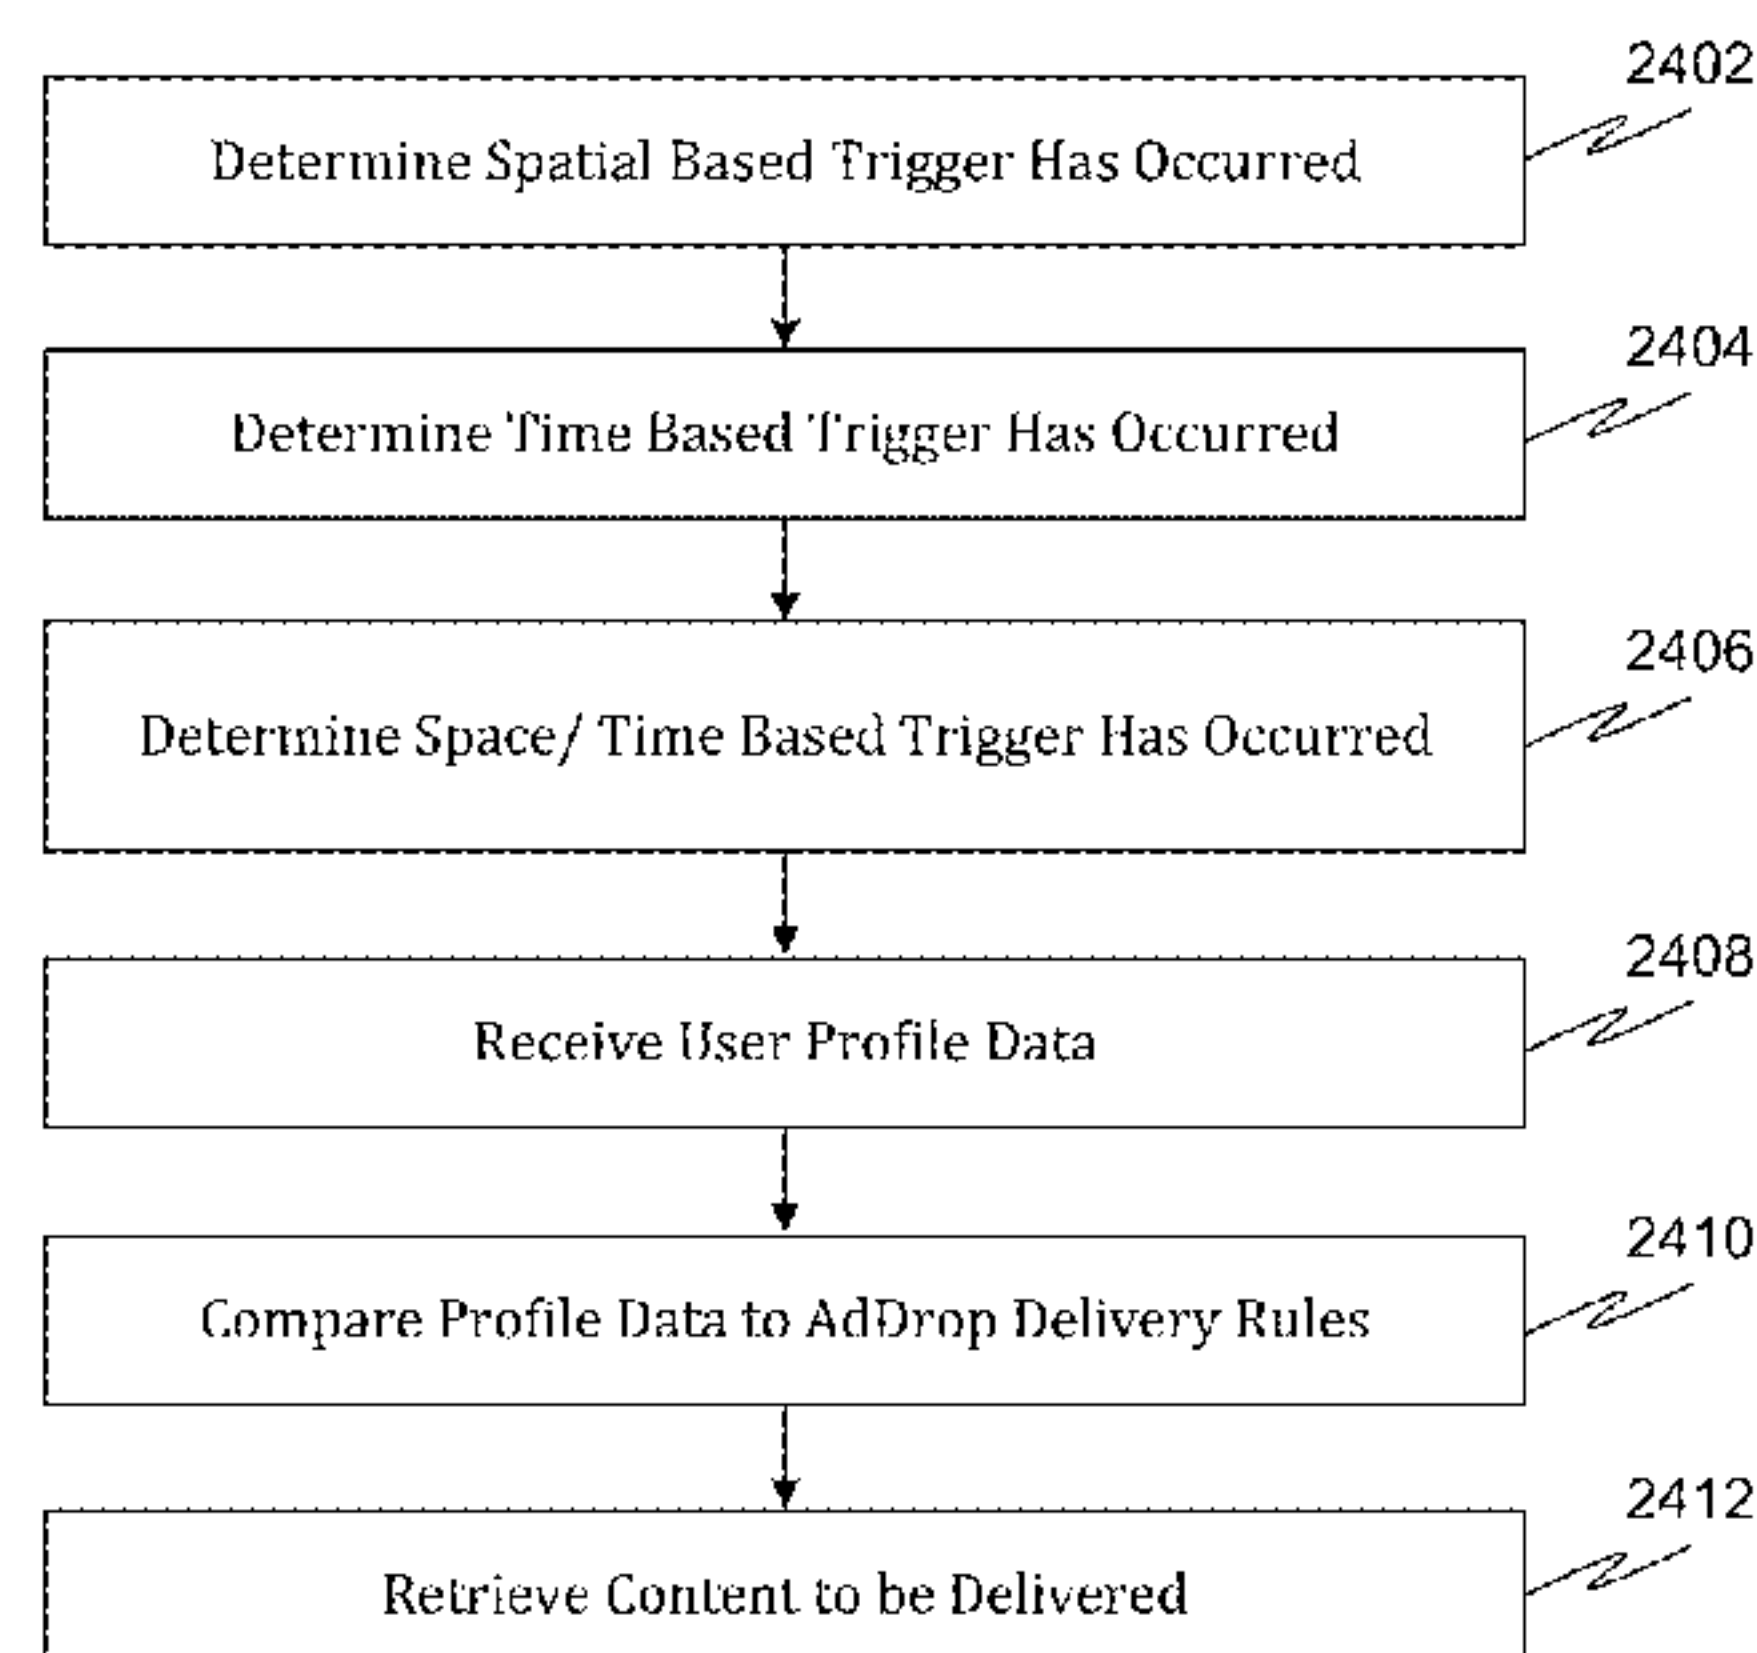 2402
Determine Spatial Based Trigger Has Occurred
2404
Determine Time Based Trigger Has Occurred
2406
Determine Space/ Time Based Trigger Has Occurred
2408
Receive User Profile Data
2410
Compare Profile Data to AdDrop Delivery Rules
2412
Retrieve Content to be Delivered